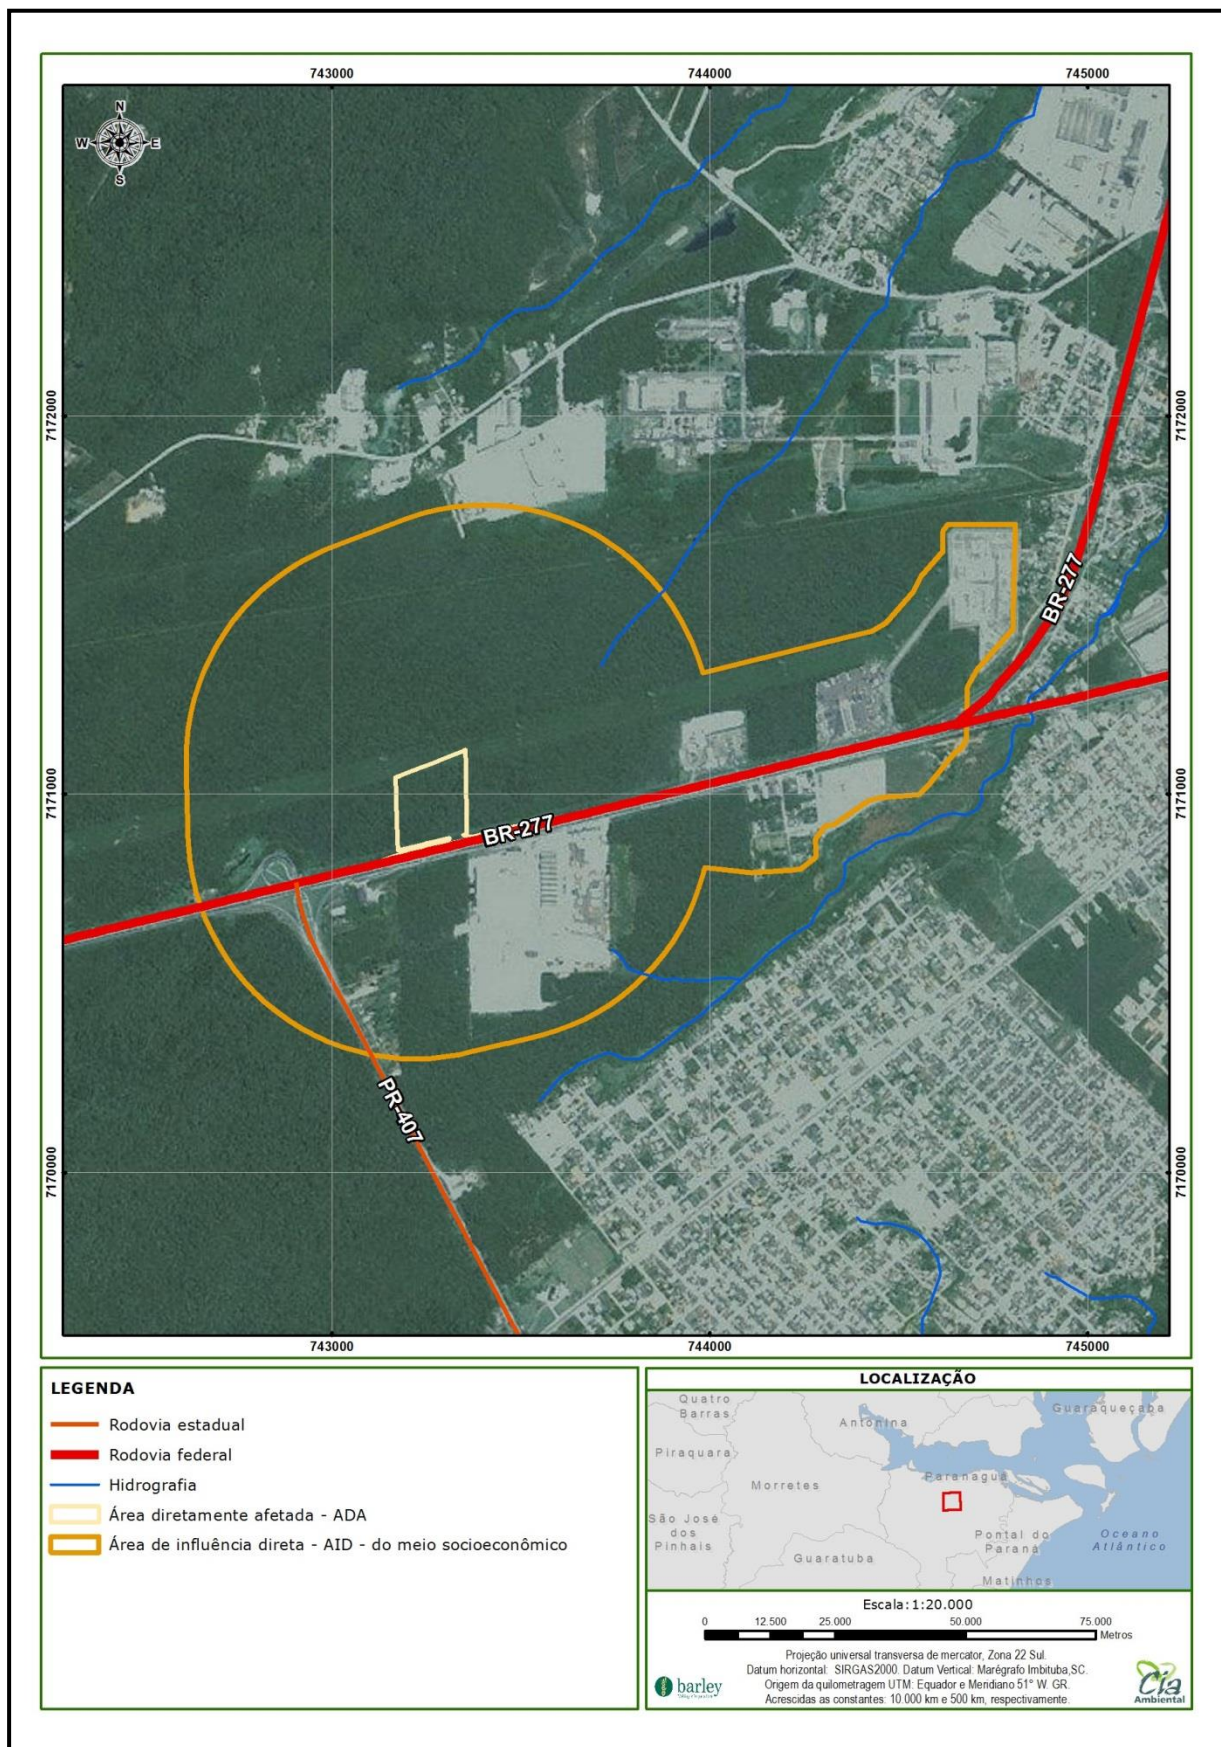 743000 744000 745000
N
W E
S
7172000 7172000
BR-277
7171000 7171000
BR-277
PR-407
7170000 7170000
743000 744000 745000
LEGENDA
Rodovia estadual
Rodovia federal
Hidrografia
Área diretamente afetada - ADA
Área de influência direta - AID - do meio socioeconômico
LOCALIZAÇÃO
Quatro
Barras
Antonina
Guaraqueçaba
Piraquara
Morretes
Paranaguá
São José
dos
Pinhais
Guaratuba
Pontal do
Paraná
Matinhos
Oceano
Atlântico
Escala:1:20.000
0 12.500 25.000 50.000 75.000
Metros
Projeção universal transversa de mercator, Zona 22 Sul.
Datum horizontal: SIRGAS2000. Datum Vertical: Marégrafo Imbituba,SC.
Origem da quilometragem UTM: Equador e Meridiano 51° W. GR.
Acrescidas as constantes: 10.000 km e 500 km, respectivamente.
barley
Cia
Ambiental